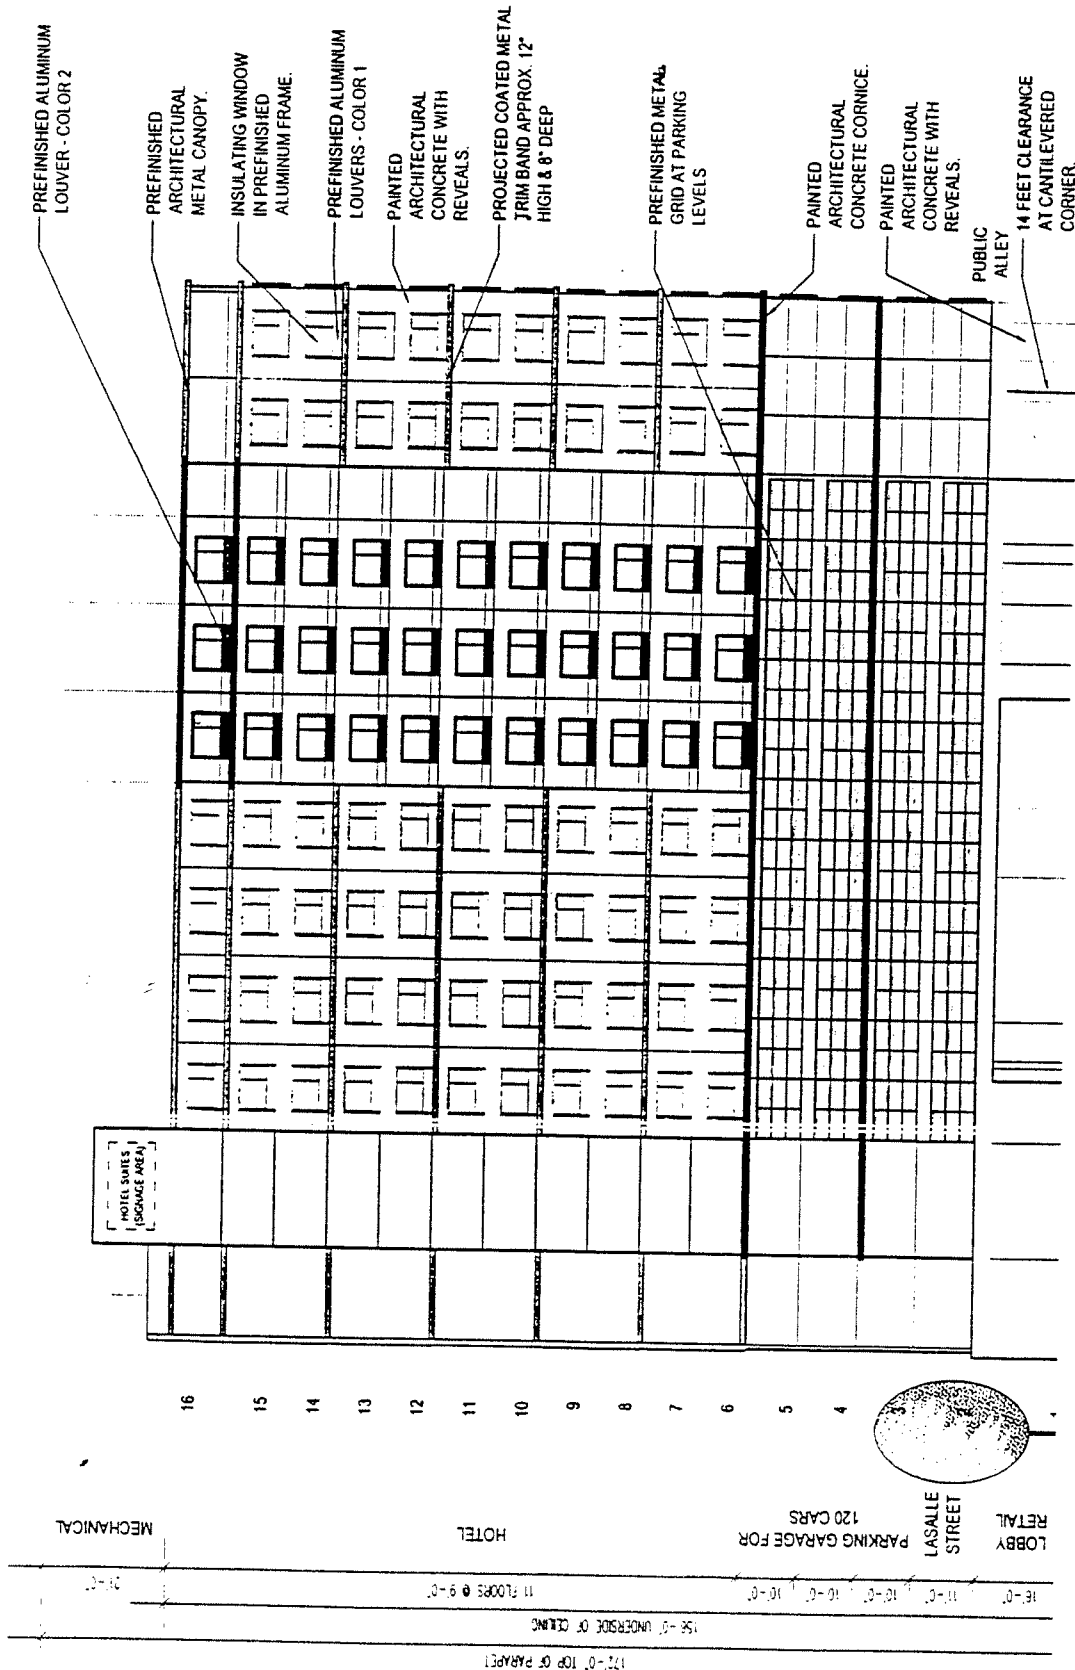 PREFINISHED ALUMINUM
LOUVER - COLOR 2
PREFINISHED
ARCHITECTURAL
METAL CANOPY.
INSULATING WINDOW
IN PREFINISHED
ALUMINUM FRAME.
PREFINISHED ALUMINUM
LOUVERS - COLOR 1
PAINTED
ARCHITECTURAL
CONCRETE WITH
REVEALS.
PROJECTED COATED METAL
TRIM BAND APPROX. 12"
HIGH & 8" DEEP
PREFINISHED METAL
GRID AT PARKING
LEVELS
PAINTED
ARCHITECTURAL
CONCRETE CORNICE.
PAINTED
ARCHITECTURAL
CONCRETE WITH
REVEALS.
PUBLIC
ALLEY
14 FEET CLEARANCE
AT CANTILEVERED
CORNER.
HOTEL SUITES
(SIGNAGE AREA)
16
15
14
13
12
11
10
9
8
7
6
5
4
3
2
LASALLE
STREET
MECHANICAL
HOTEL
PARKING GARAGE FOR
120 CARS
LOBBY
RETAIL
11 FLOORS @ 9'-0"
10'-0"
10'-0"
10'-0"
11'-0"
156'-0" UNDERSIDE OF CEILING
TOP OF PARAPET